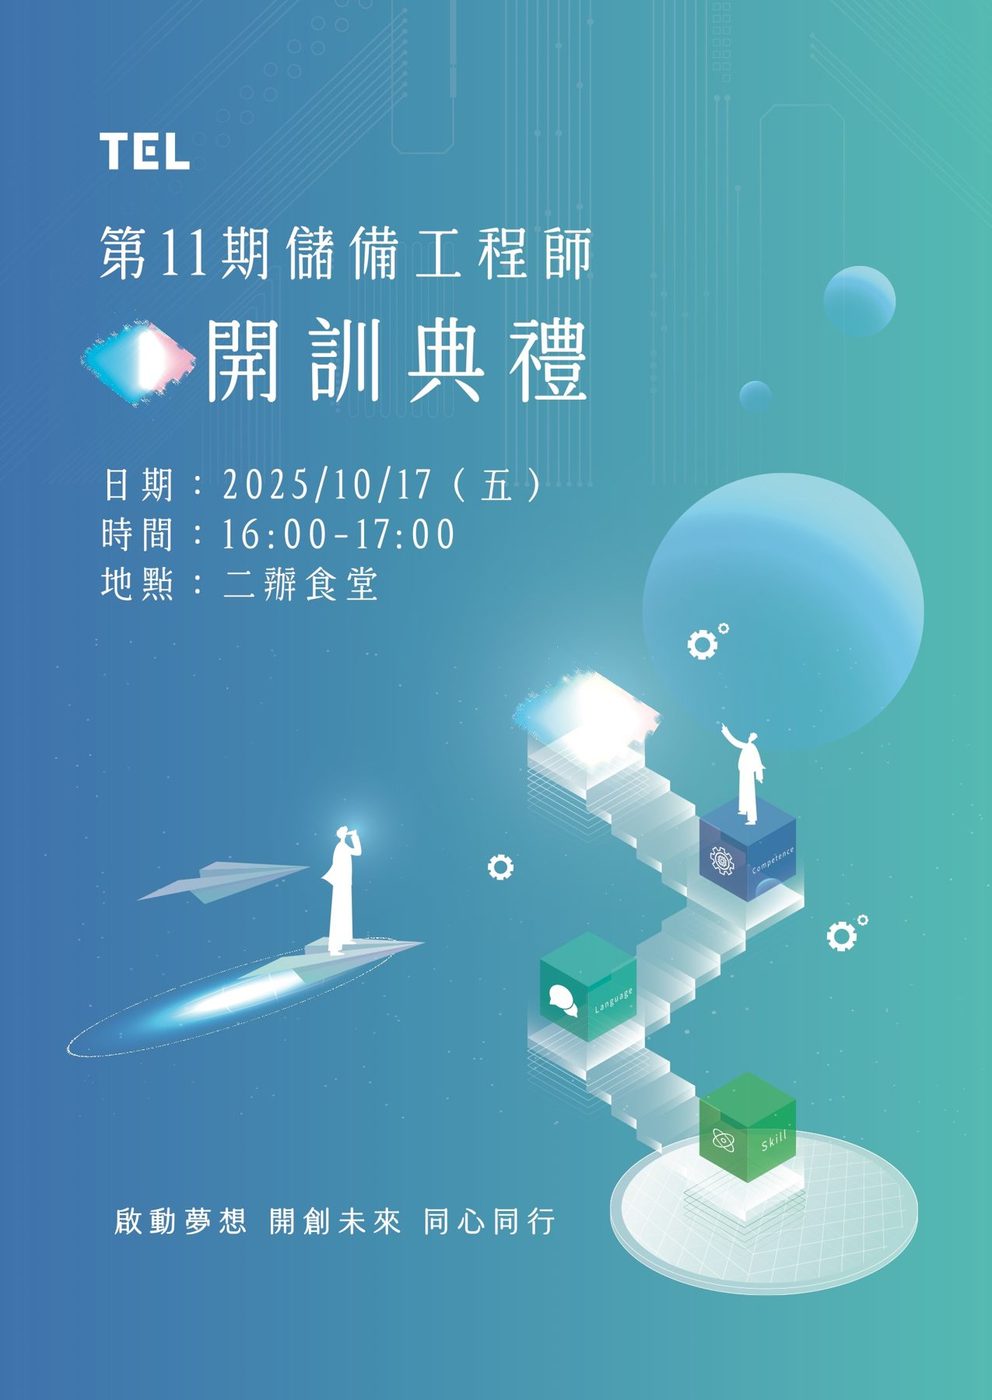 TEL
第11期儲備工程師
開訓典禮
日期：2025/10/17（五）
時間：16:00-17:00
地點：二辦食堂
Competence
Language
Skill
啟動夢想 開創未來 同心同行